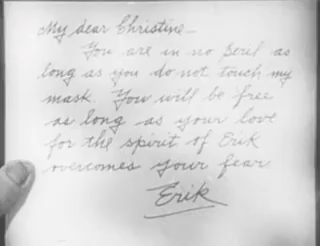 My dear Christine—
You are in no peril as
long as you do not touch my
mask. You will be free
as long as your love
for the spirit of Erik
overcomes your fear
Erik